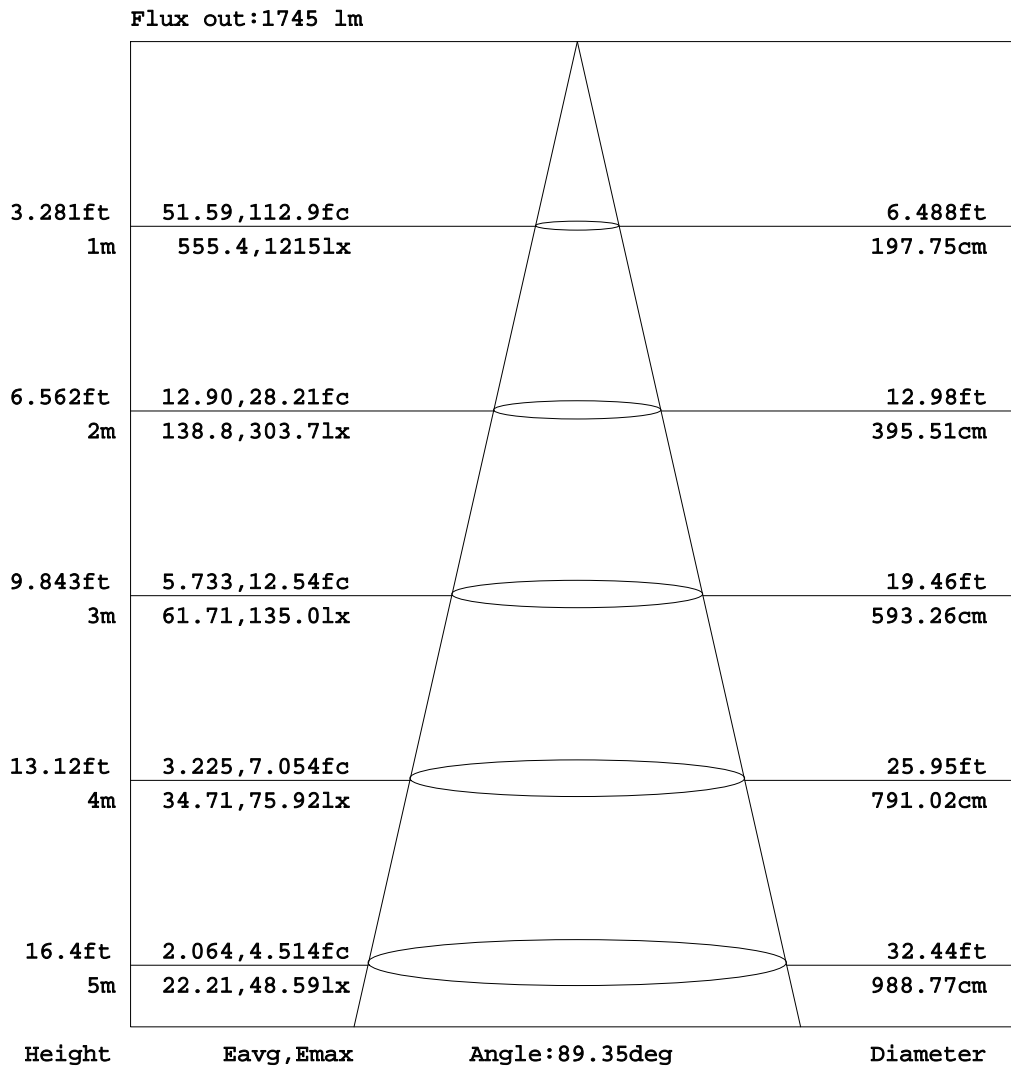 Flux out:1745 lm
3.281ft 51.59,112.9fc 6.488ft
1m 555.4,1215lx 197.75cm
6.562ft 12.90,28.21fc 12.98ft
2m 138.8,303.7lx 395.51cm
9.843ft 5.733,12.54fc 19.46ft
3m 61.71,135.0lx 593.26cm
13.12ft 3.225,7.054fc 25.95ft
4m 34.71,75.92lx 791.02cm
16.4ft 2.064,4.514fc 32.44ft
5m 22.21,48.59lx 988.77cm
Height Eavg,Emax Angle:89.35deg Diameter